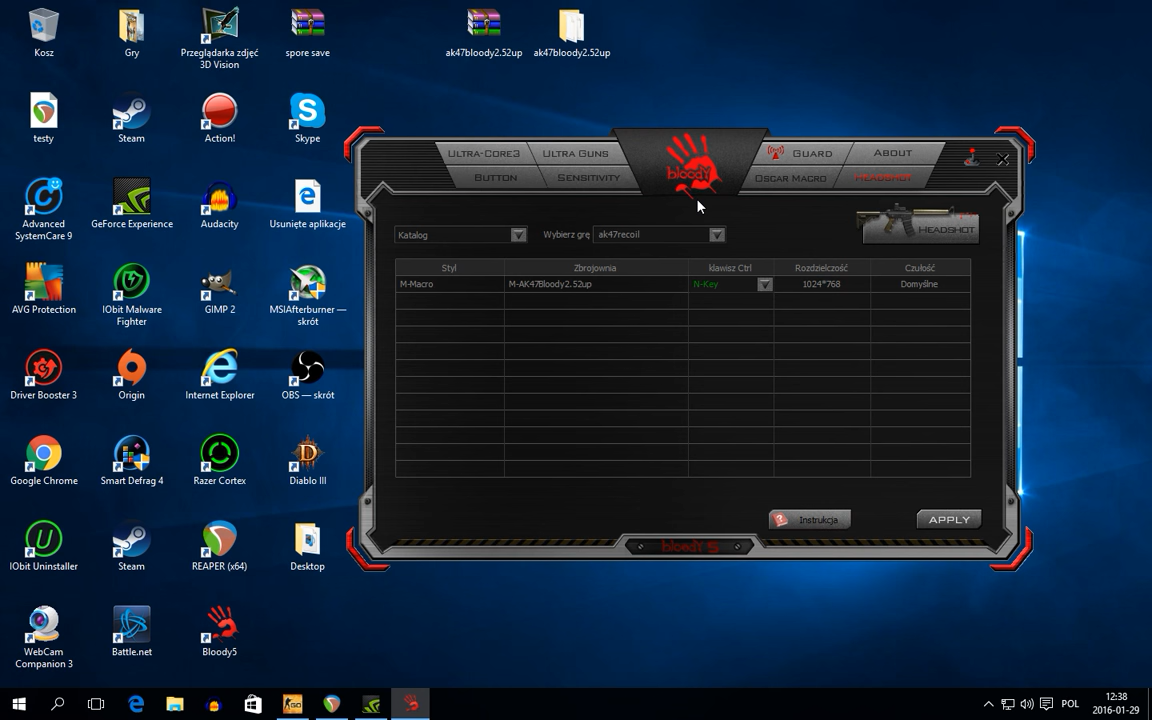 Kosz
Gry
Przeglądarka zdjęć
3D Vision
spore save
ak47bloody2.52up
ak47bloody2.52up
testy
Steam
Action!
Skype
Advanced
SystemCare 9
GeForce Experience
Audacity
Usunięte aplikacje
AVG Protection
IObit Malware
Fighter
GIMP 2
MSIAfterburner —
skrót
Driver Booster 3
Origin
Internet Explorer
OBS — skrót
Google Chrome
Smart Defrag 4
Razer Cortex
Diablo III
IObit Uninstaller
Steam
REAPER (x64)
Desktop
WebCam
Companion 3
Battle.net
Bloody5
ULTRA-CORE3
ULTRA GUNS
bloody
GUARD
ABOUT
BUTTON
SENSITIVITY
OSCAR MACRO
HEADSHOT
Katalog
Wybierz grę
ak47recoil
HEADSHOT
Styl
Zbrojownia
klawisz Ctrl
Rozdzielczość
Czułość
M-Macro
M-AK47Bloody2.52up
N-Key
1024*768
Domyślne
Instrukcja
APPLY
bloody 5
GO
POL
12:38
2016-01-29